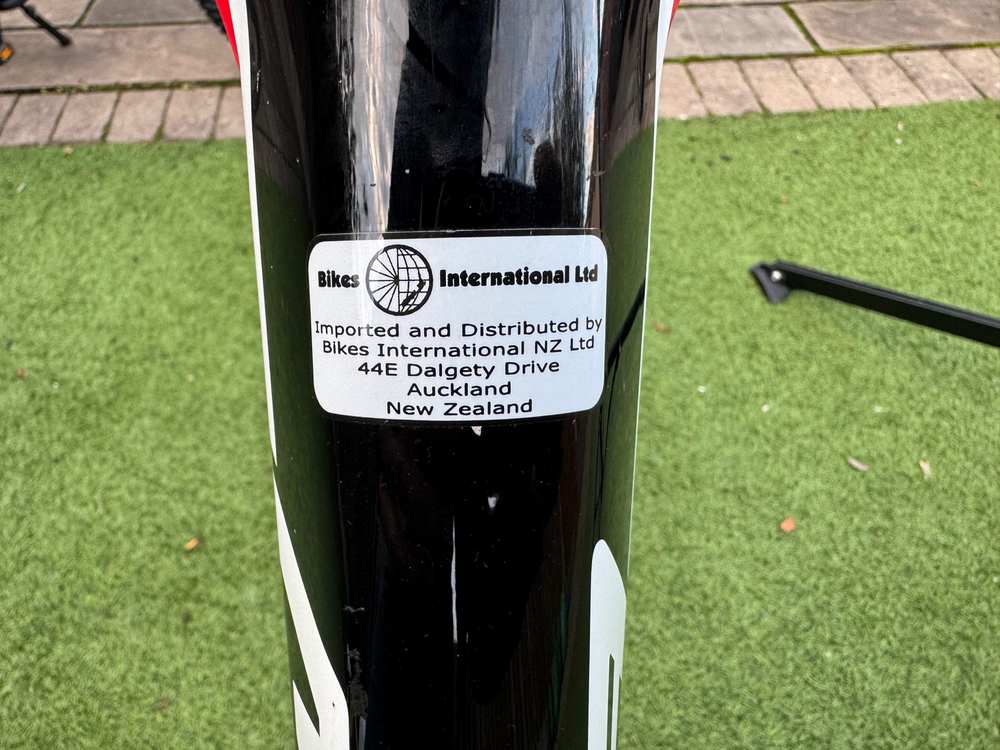 Bikes International Ltd
Imported and Distributed by
Bikes International NZ Ltd
44E Dalgety Drive
Auckland
New Zealand